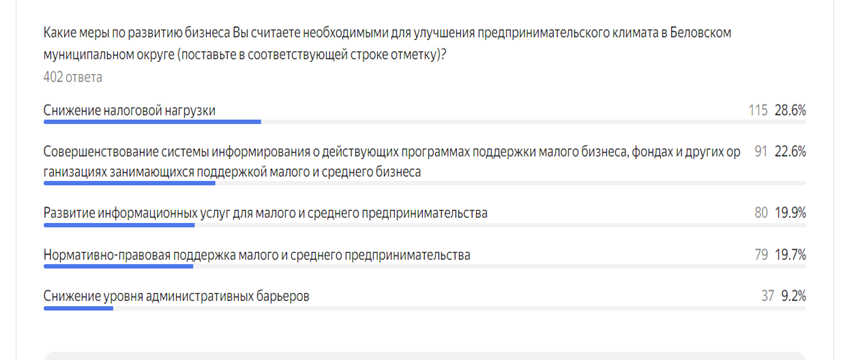 Какие меры по развитию бизнеса Вы считаете необходимыми для улучшения предпринимательского климата в Беловском
муниципальном округе (поставьте в соответствующей строке отметку)?
402 ответа
Снижение налоговой нагрузки 115 28.6%
Совершенствование системы информирования о действующих программах поддержки малого бизнеса, фондах и других ор 91 22.6%
ганизациях занимающихся поддержкой малого и среднего бизнеса
Развитие информационных услуг для малого и среднего предпринимательства 80 19.9%
Нормативно-правовая поддержка малого и среднего предпринимательства 79 19.7%
Снижение уровня административных барьеров 37 9.2%